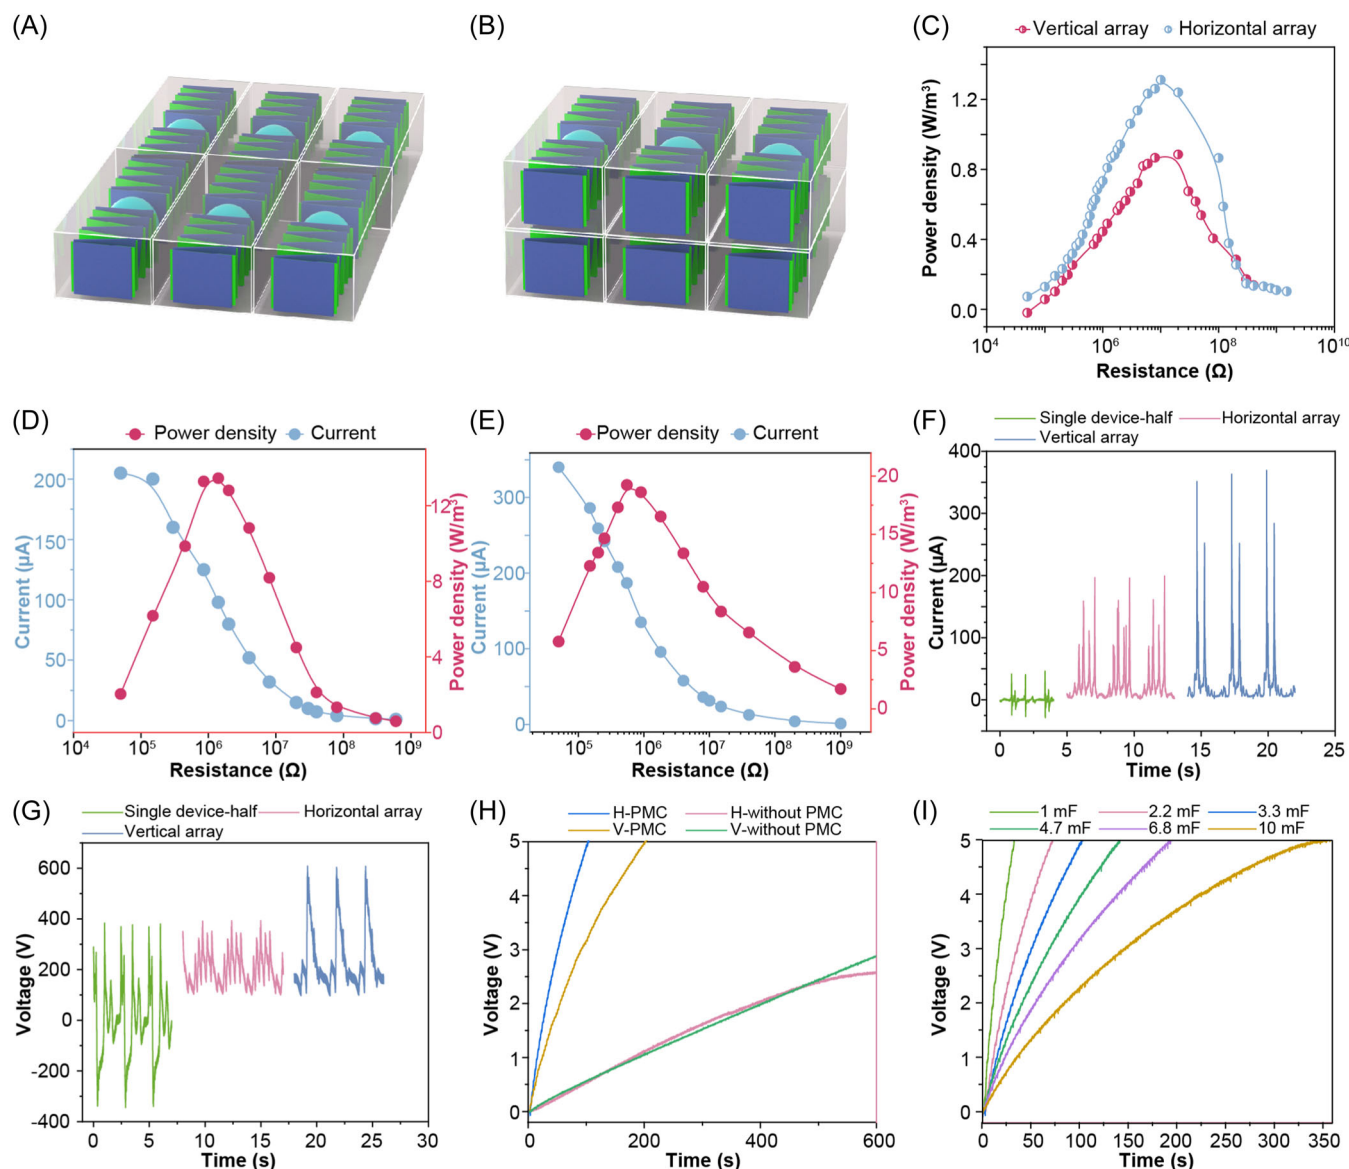 (A)
(B)
(C)
Vertical array Horizontal array
Power density (W/m³)
1.2
0.8
0.4
0.0
10⁴ 10⁶ 10⁸ 10¹⁰
Resistance (Ω)
(D)
Power density Current
Current (µA)
200
150
100
50
0
12
8
4
0
Power density (W/m³)
10⁴ 10⁵ 10⁶ 10⁷ 10⁸ 10⁹
Resistance (Ω)
(E)
Power density Current
Current (µA)
300
200
100
0
20
15
10
5
0
Power density (W/m³)
10⁵ 10⁶ 10⁷ 10⁸ 10⁹
Resistance (Ω)
(F)
Single device-half Horizontal array
Vertical array
Current (µA)
400
300
200
100
0
0 5 10 15 20 25
Time (s)
(G)
Single device-half Horizontal array
Vertical array
Voltage (V)
600
400
200
0
-200
-400
0 5 10 15 20 25 30
Time (s)
(H)
H-PMC H-without PMC
V-PMC V-without PMC
Voltage (V)
5
4
3
2
1
0
0 200 400 600
Time (s)
(I)
1 mF 2.2 mF 3.3 mF
4.7 mF 6.8 mF 10 mF
Voltage (V)
5
4
3
2
1
0
0 50 100 150 200 250 300 350
Time (s)